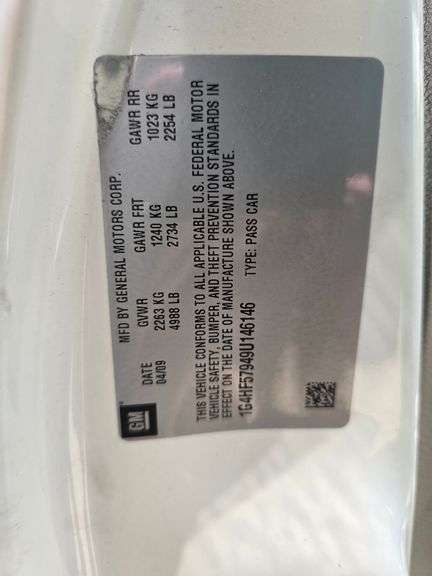 MFD BY GENERAL MOTORS CORP.
DATE GVWR GAWR FRT GAWR RR
04/09 2263 KG 1240 KG 1023 KG
4988 LB 2734 LB 2254 LB
THIS VEHICLE CONFORMS TO ALL APPLICABLE U.S. FEDERAL MOTOR
VEHICLE SAFETY, BUMPER, AND THEFT PREVENTION STANDARDS IN
EFFECT ON THE DATE OF MANUFACTURE SHOWN ABOVE.
1G4HF57949U146146 TYPE: PASS CAR
GM